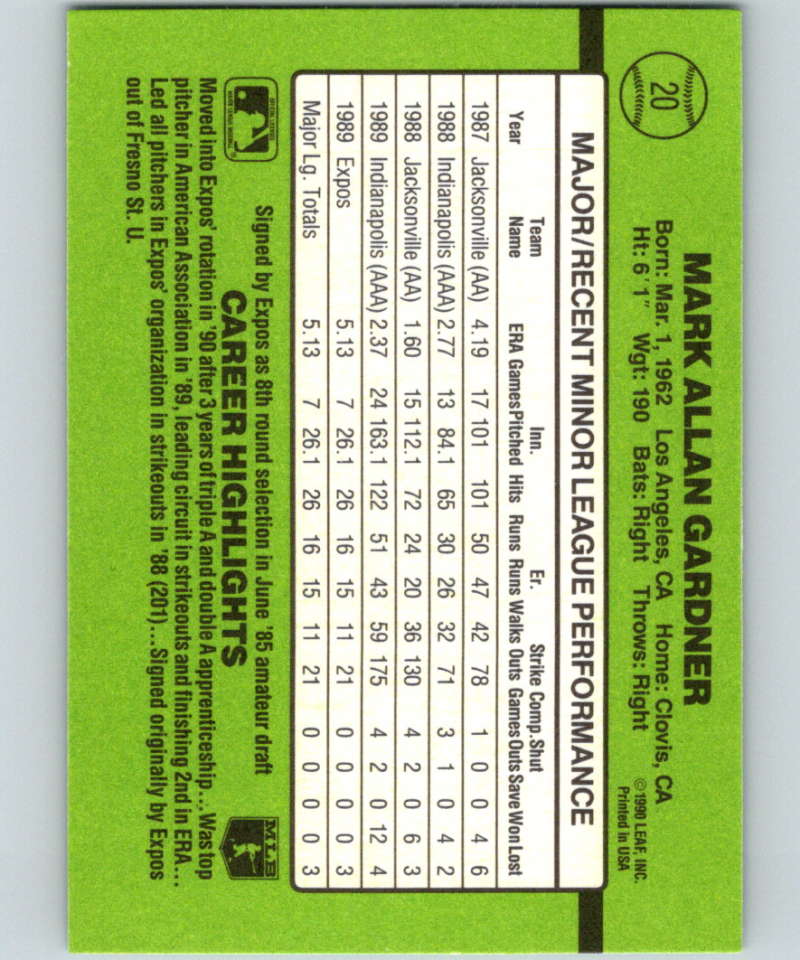 20
MARK ALLAN GARDNER
Born: Mar. 1, 1962 Los Angeles, CA Home: Clovis, CA
Ht: 6'1" Wgt: 190 Bats: Right Throws: Right
©1990 LEAF, INC.
Printed in USA
MAJOR/RECENT MINOR LEAGUE PERFORMANCE
Team Inn. Er. Strike Comp. Shut
Year Name ERA Games Pitched Hits Runs Runs Walks Outs Games Outs Save Won Lost
1987 Jacksonville (AA) 4.19 17 101 101 50 47 42 78 1 0 0 4 6
1988 Indianapolis (AAA) 2.77 13 84.1 65 30 26 32 71 3 1 0 4 2
1988 Jacksonville (AA) 1.60 15 112.1 72 24 20 36 130 4 2 0 6 3
1989 Indianapolis (AAA) 2.37 24 163.1 122 51 43 59 175 4 2 0 12 4
1989 Expos 5.13 7 26.1 26 16 15 11 21 0 0 0 0 3
Major Lg. Totals 5.13 7 26.1 26 16 15 11 21 0 0 0 0 3
Signed by Expos as 8th round selection in June '85 amateur draft
CAREER HIGHLIGHTS
MLB
Moved into Expos' rotation in '90 after 3 years of triple A and double A apprenticeship...Was top
pitcher in American Association in '89, leading circuit in strikeouts and finishing 2nd in ERA...
Led all pitchers in Expos' organization in strikeouts in '88 (201)...Signed originally by Expos
out of Fresno St. U.